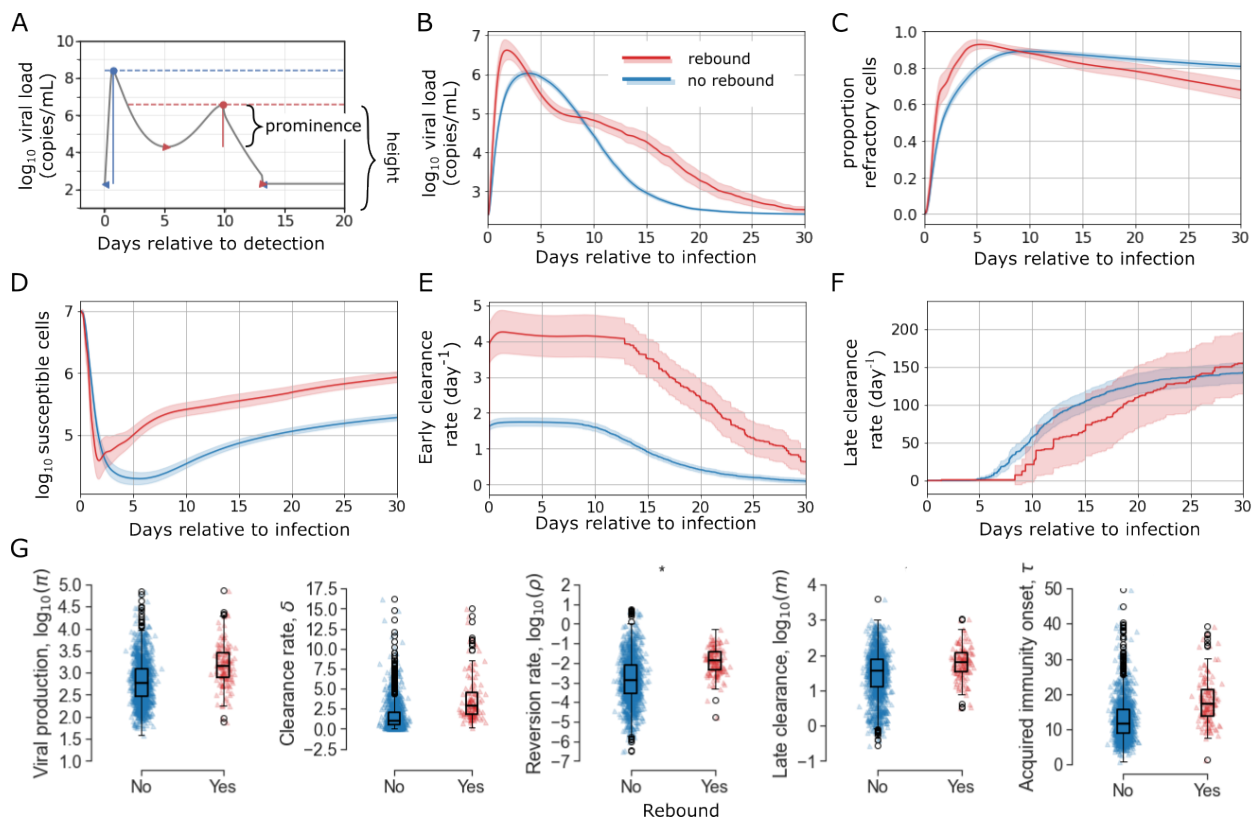 A
log10 viral load
(copies/mL)
10
8
6
4
2
0
5
10
15
20
Days relative to detection
prominence
height
B
log10 viral load
(copies/mL)
7
6
5
4
3
0
5
10
15
20
25
30
Days relative to infection
rebound
no rebound
C
proportion
refractory cells
1.0
0.8
0.6
0.4
0.2
0.0
0
5
10
15
20
25
30
Days relative to infection
D
log10 susceptible cells
7
6
5
0
5
10
15
20
25
30
Days relative to infection
E
Early clearance
rate (day-1)
5
4
3
2
1
0
0
5
10
15
20
25
30
Days relative to infection
F
Late clearance
rate (day-1)
200
150
100
50
0
0
5
10
15
20
25
30
Days relative to infection
G
Viral production, log10(π)
5.0
4.5
4.0
3.5
3.0
2.5
2.0
1.5
1.0
No
Yes
Clearance rate, δ
17.5
15.0
12.5
10.0
7.5
5.0
2.5
0.0
−2.5
No
Yes
*
Reversion rate, log10(ρ)
2
1
0
−1
−2
−3
−4
−5
−6
−7
No
Yes
Late clearance, log10(m)
4
3
2
1
0
−1
No
Yes
Acquired immunity onset, τ
50
40
30
20
10
0
No
Yes
Rebound